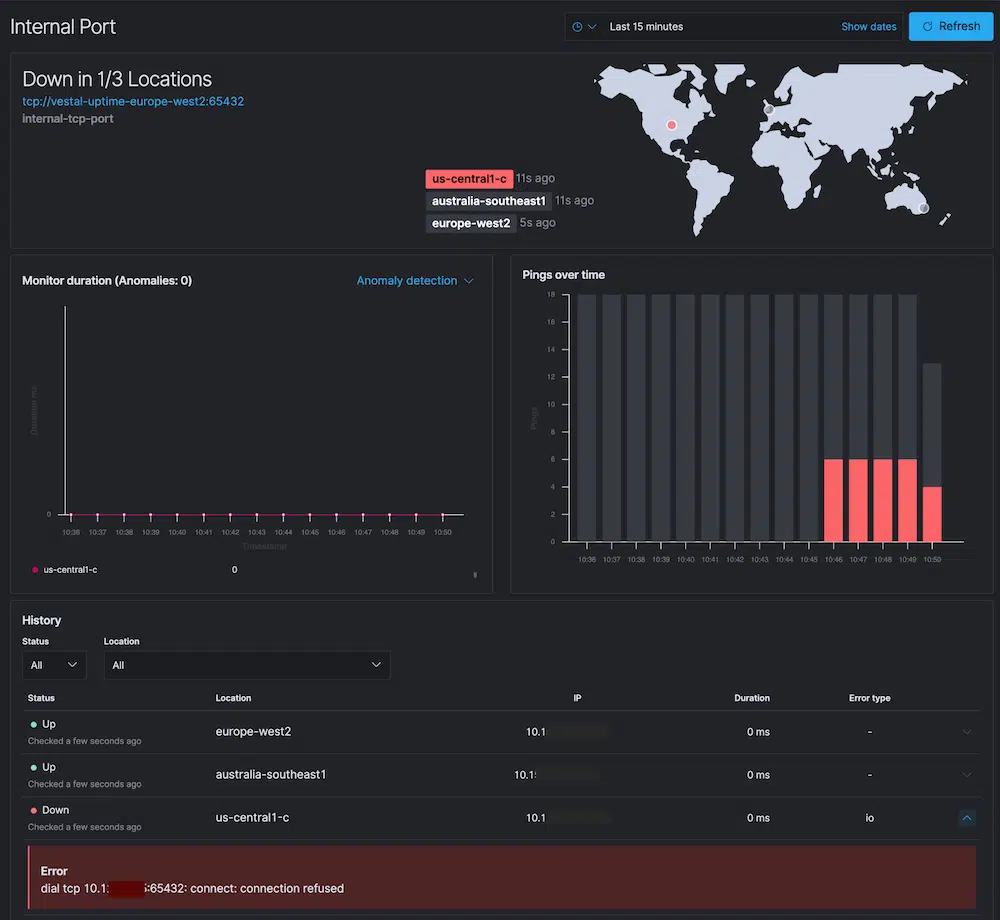 Internal Port
Last 15 minutes Show dates Refresh
Down in 1/3 Locations
tcp://vestal-uptime-europe-west2:65432
internal-tcp-port
us-central1-c 11s ago
australia-southeast1 11s ago
europe-west2 5s ago
Monitor duration (Anomalies: 0) Anomaly detection
Duration ms
0
10:36 10:37 10:38 10:39 10:40 10:41 10:42 10:43 10:44 10:45 10:46 10:47 10:48 10:49 10:50
Timestamp
us-central1-c 0
Pings over time
Pings
18
16
14
12
10
8
6
4
2
0
10:36 10:37 10:38 10:39 10:40 10:41 10:42 10:43 10:44 10:45 10:46 10:47 10:48 10:49 10:50
History
Status Location
All All
Status Location IP Duration Error type
Up
Checked a few seconds ago
europe-west2 10.1 0 ms -
Up
Checked a few seconds ago
australia-southeast1 10.1 0 ms -
Down
Checked a few seconds ago
us-central1-c 10.1 0 ms io
Error
dial tcp 10.1 :65432: connect: connection refused